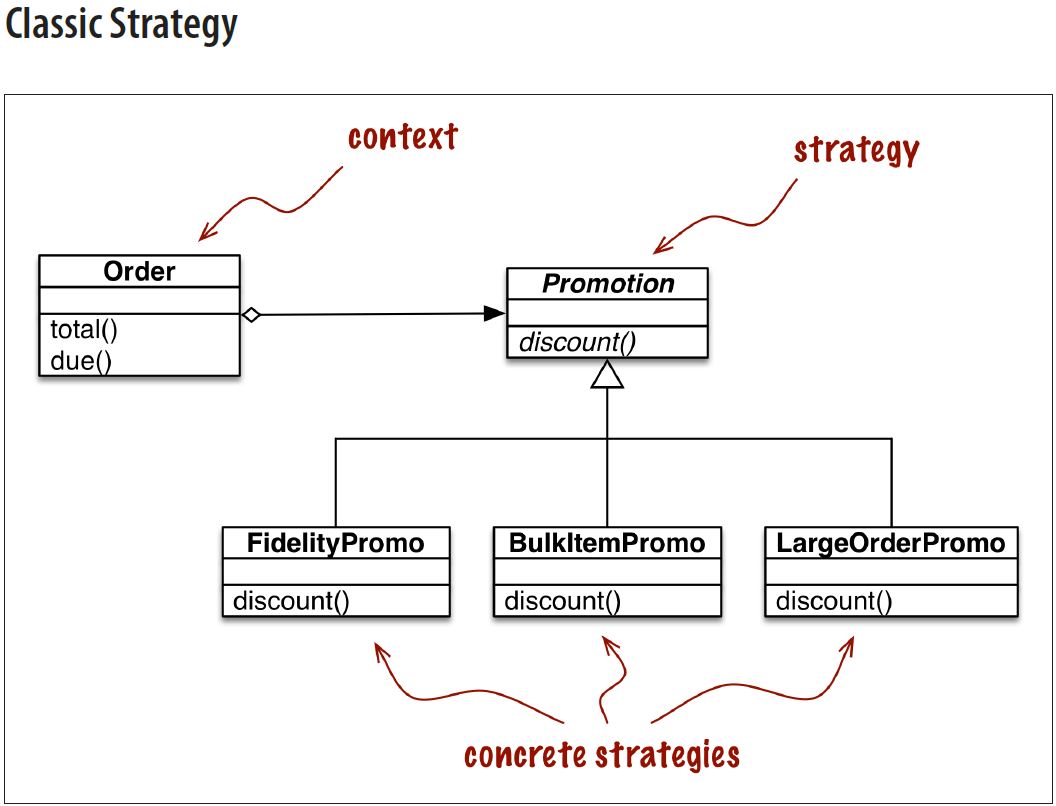 Classic Strategy
context
strategy
Order
total()
due()
Promotion
discount()
FidelityPromo
discount()
BulkItemPromo
discount()
LargeOrderPromo
discount()
concrete strategies